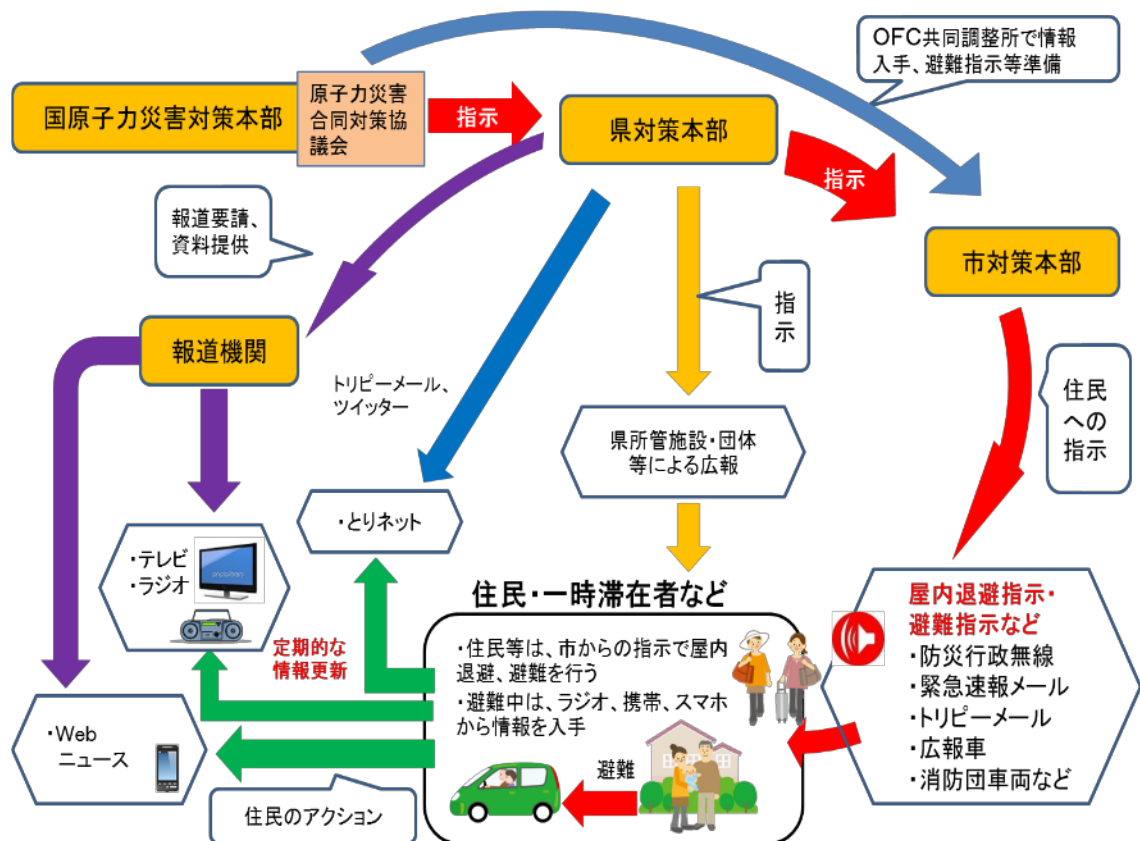 OFC共同調整所で情報
入手、避難指示等準備
国原子力災害対策本部
原子力災害
合同対策協
議会
指示
県対策本部
指示
報道要請、
資料提供
市対策本部
指示
報道機関
トリピーメール、
ツイッター
住民
への
指示
県所管施設・団体
等による広報
・とりネット
・テレビ
・ラジオ
定期的な
情報更新
住民・一時滞在者など
・住民等は、市からの指示で屋内
退避、避難を行う
・避難中は、ラジオ、携帯、スマホ
から情報を入手
避難
屋内退避指示・
避難指示など
・防災行政無線
・緊急速報メール
・トリピーメール
・広報車
・消防団車両など
・Web
ニュース
住民のアクション